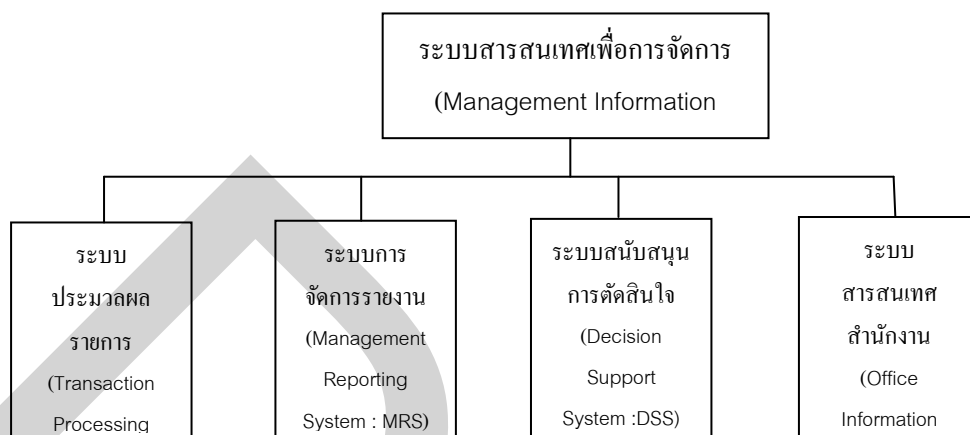 ระบบสารสนเทศเพื่อการจัดการ
(Management Information
ระบบ
ประมวลผล
รายการ
(Transaction
Processing
ระบบการ
จัดการรายงาน
(Management
Reporting
System : MRS)
ระบบสนับสนุน
การตัดสินใจ
(Decision
Support
System :DSS)
ระบบ
สารสนเทศ
สำนักงาน
(Office
Information